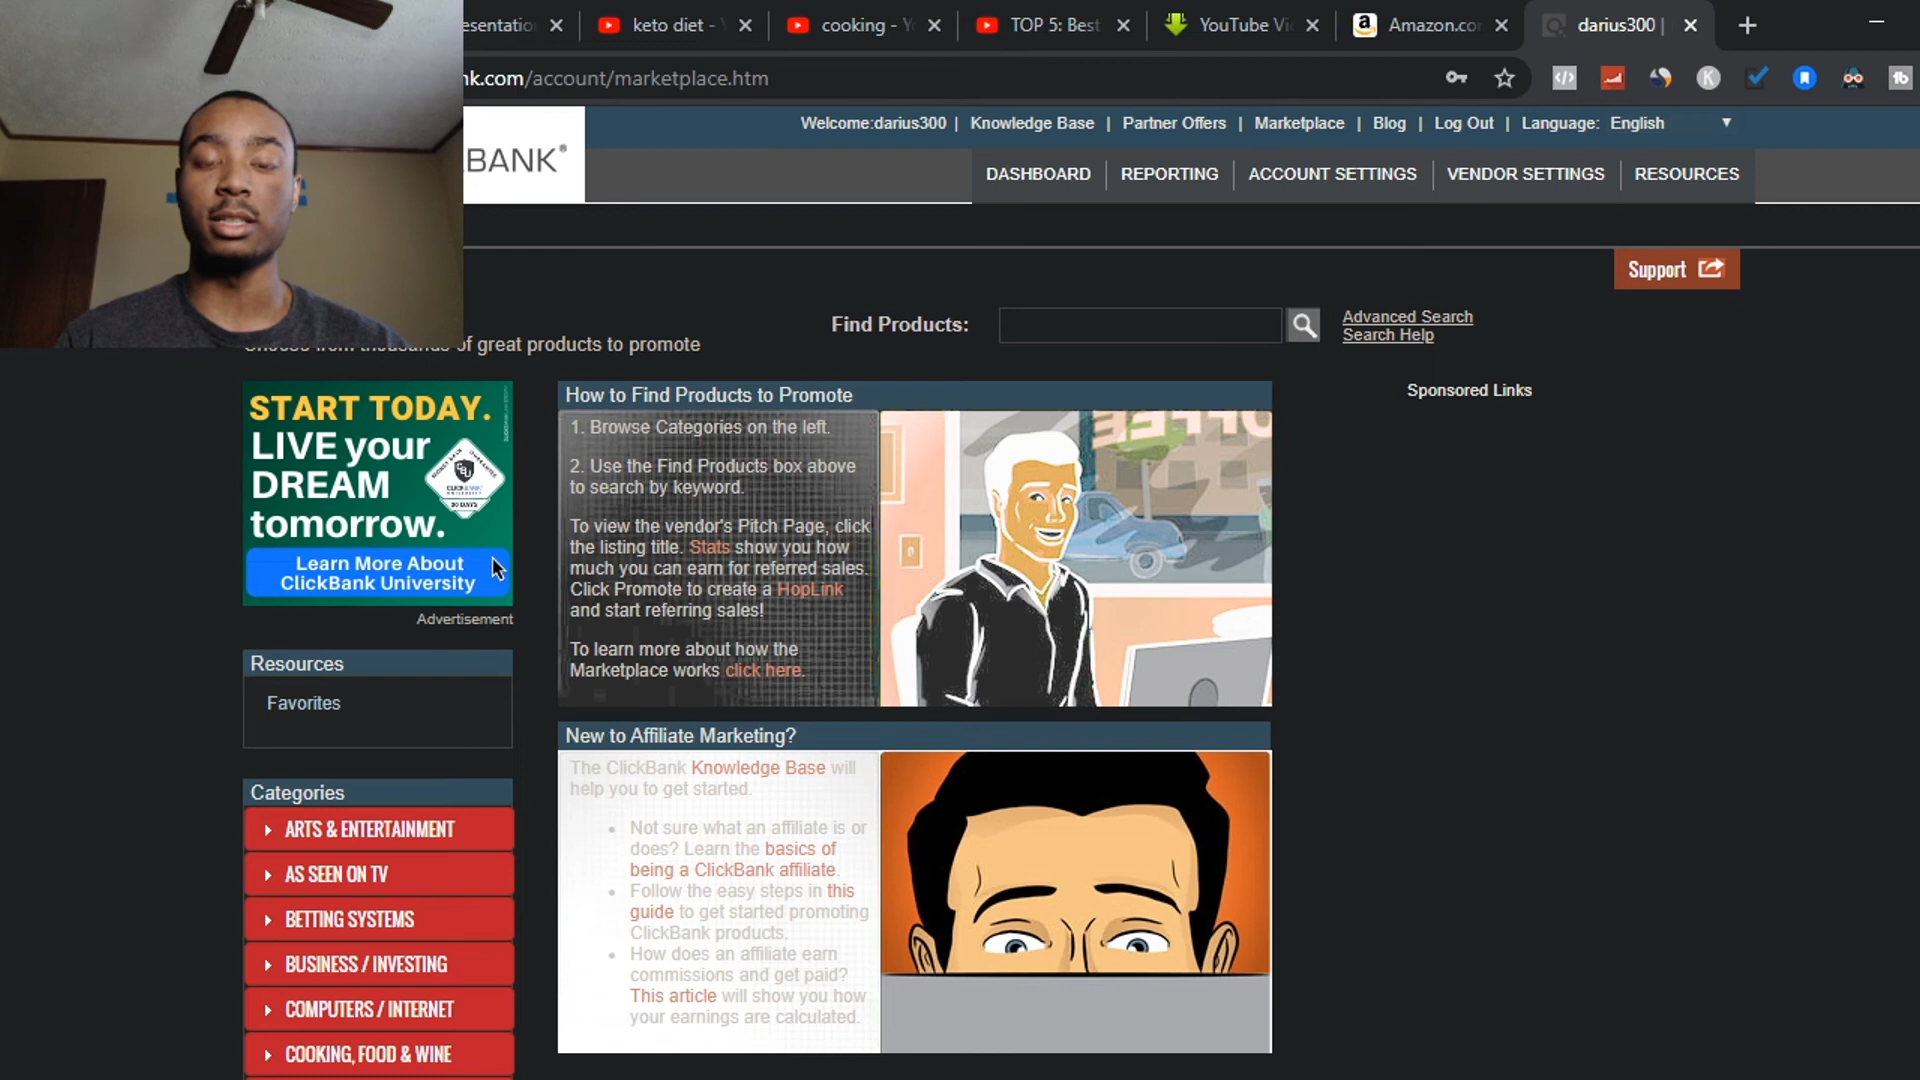 esentatio
keto diet -
cooking -
TOP 5: Best
YouTube Vi
Amazon.co
darius300 |
nk.com/account/marketplace.htm
Welcome:darius300 | Knowledge Base | Partner Offers | Marketplace | Blog | Log Out | Language: English
BANK®
DASHBOARD
REPORTING
ACCOUNT SETTINGS
VENDOR SETTINGS
RESOURCES
Support
Find Products:
Advanced Search
Search Help
of great products to promote
START TODAY.
LIVE your
DREAM
tomorrow.
Learn More About
ClickBank University
Advertisement
How to Find Products to Promote
1. Browse Categories on the left.
2. Use the Find Products box above
to search by keyword.
To view the vendor's Pitch Page, click
the listing title. Stats show you how
much you can earn for referred sales.
Click Promote to create a HopLink
and start referring sales!
To learn more about how the
Marketplace works click here.
Sponsored Links
Resources
Favorites
New to Affiliate Marketing?
The ClickBank Knowledge Base will
help you to get started.
Not sure what an affiliate is or
does? Learn the basics of
being a ClickBank affiliate.
Follow the easy steps in this
guide to get started promoting
ClickBank products.
How does an affiliate earn
commissions and get paid?
This article will show you how
your earnings are calculated.
Categories
ARTS & ENTERTAINMENT
AS SEEN ON TV
BETTING SYSTEMS
BUSINESS / INVESTING
COMPUTERS / INTERNET
COOKING, FOOD & WINE